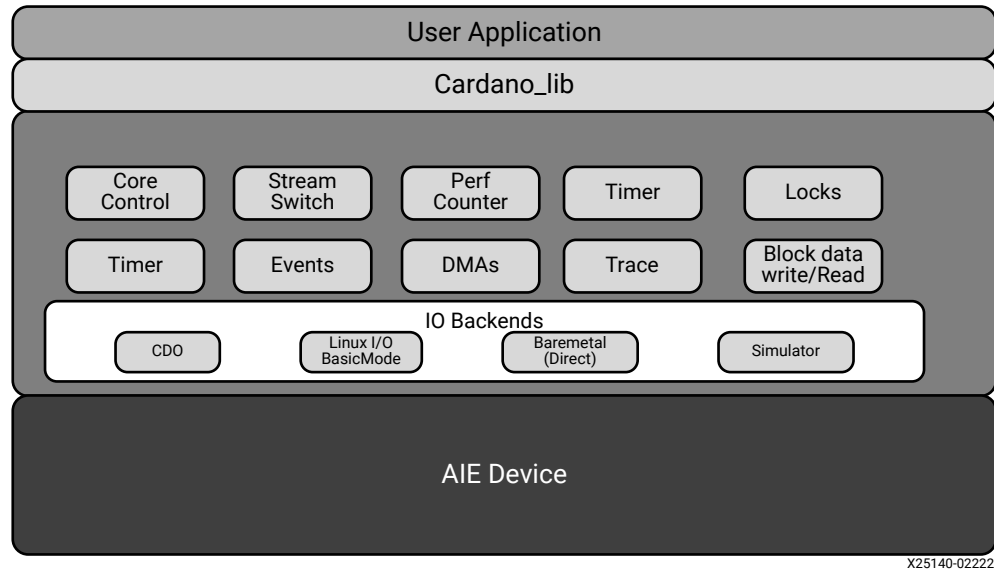 User Application
Cardano_lib
Core
Control
Stream
Switch
Perf
Counter
Timer
Locks
Timer
Events
DMAs
Trace
Block data
write/Read
IO Backends
CDO
Linux I/O
BasicMode
Baremetal
(Direct)
Simulator
AIE Device
X25140-02222